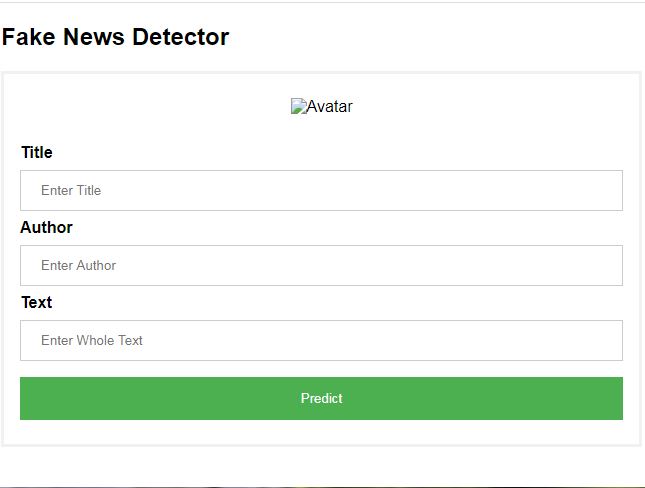 Fake News Detector
Avatar
Title
Enter Title
Author
Enter Author
Text
Enter Whole Text
Predict